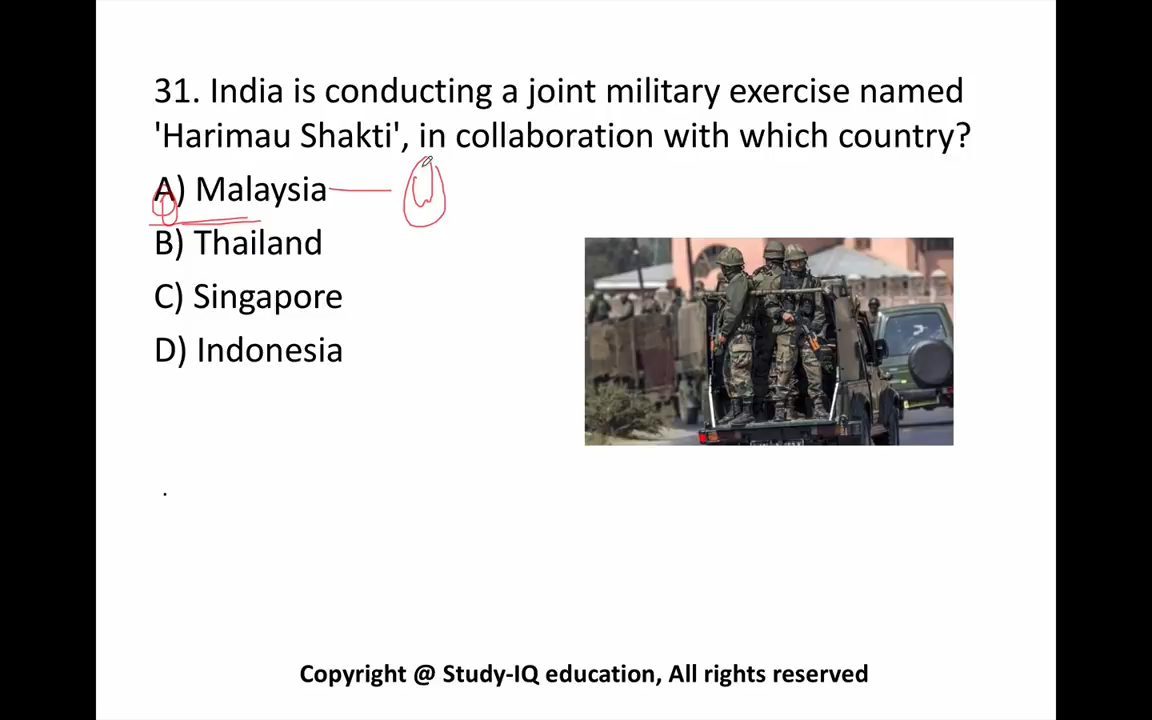 31. India is conducting a joint military exercise named
'Harimau Shakti', in collaboration with which country?
A) Malaysia
B) Thailand
C) Singapore
D) Indonesia
.
Copyright @ Study-IQ education, All rights reserved